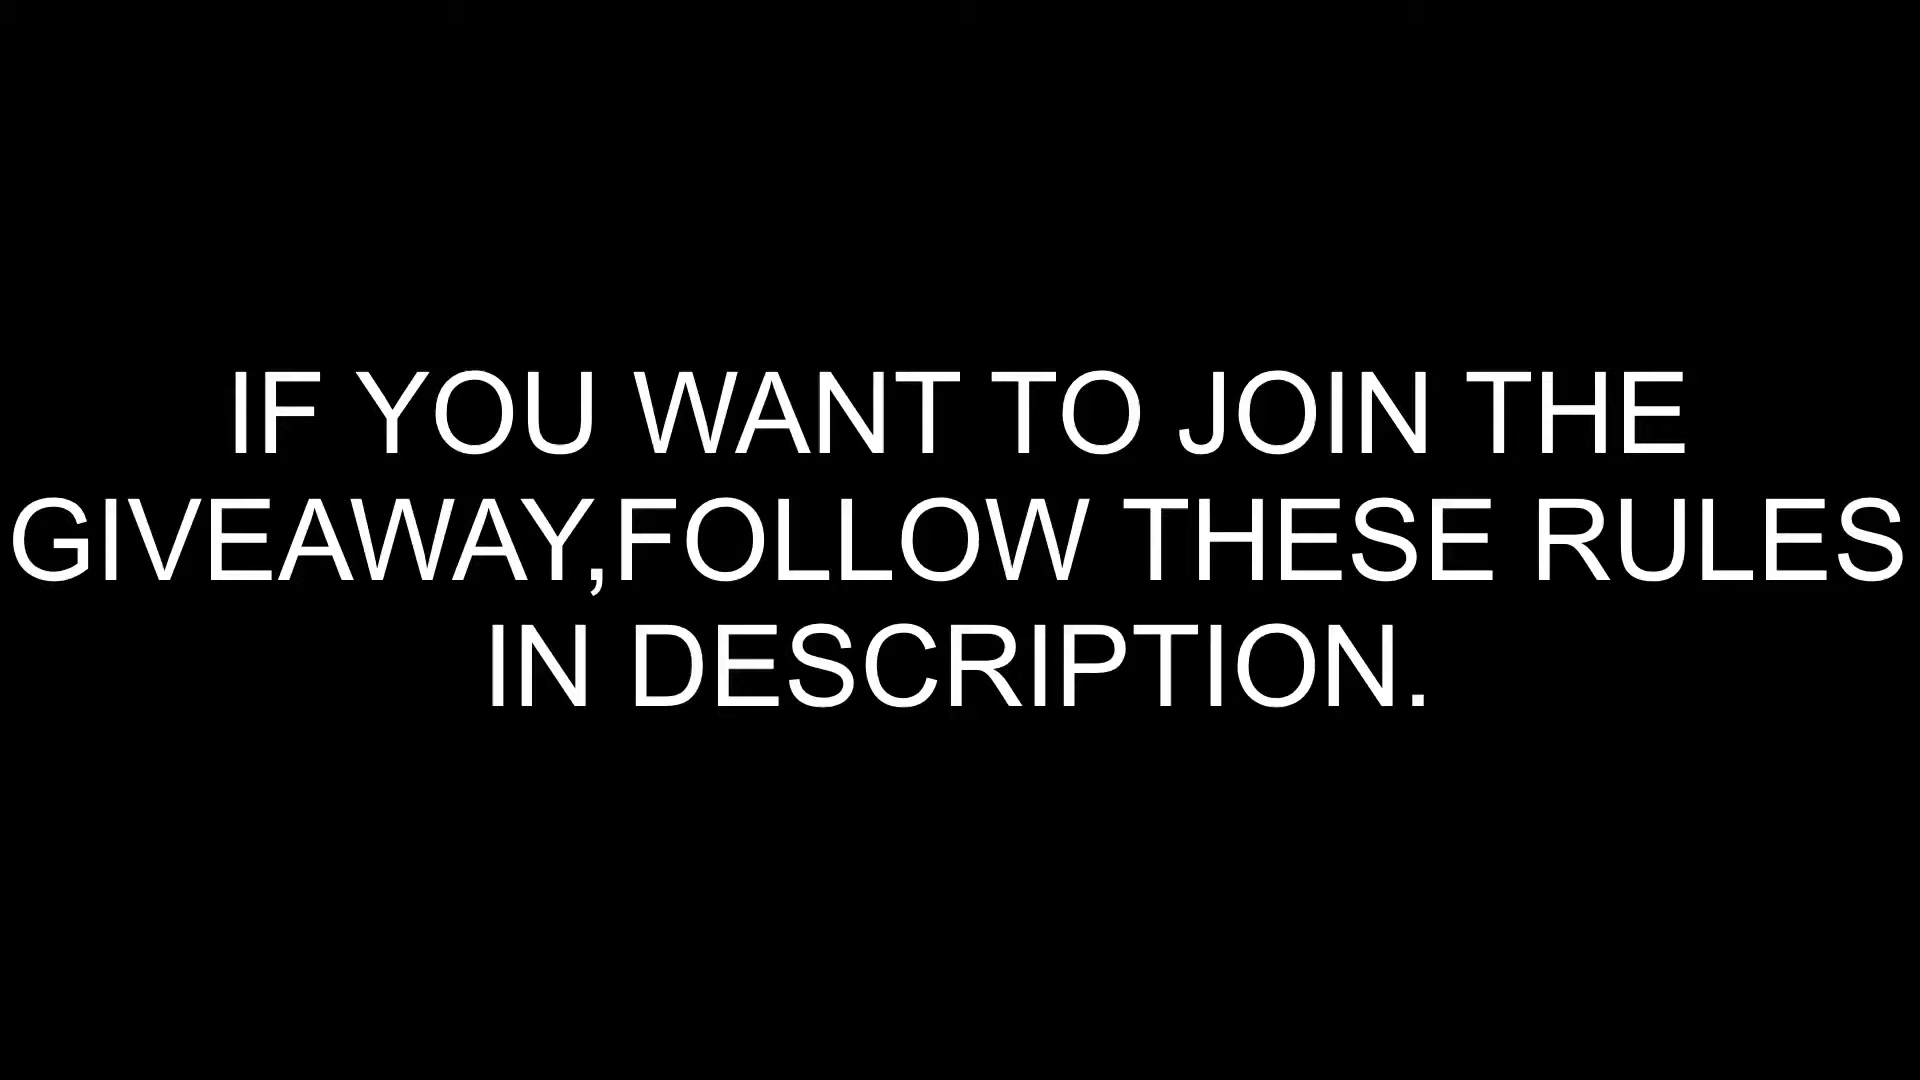 IF YOU WANT TO JOIN THE
GIVEAWAY,FOLLOW THESE RULES
IN DESCRIPTION.